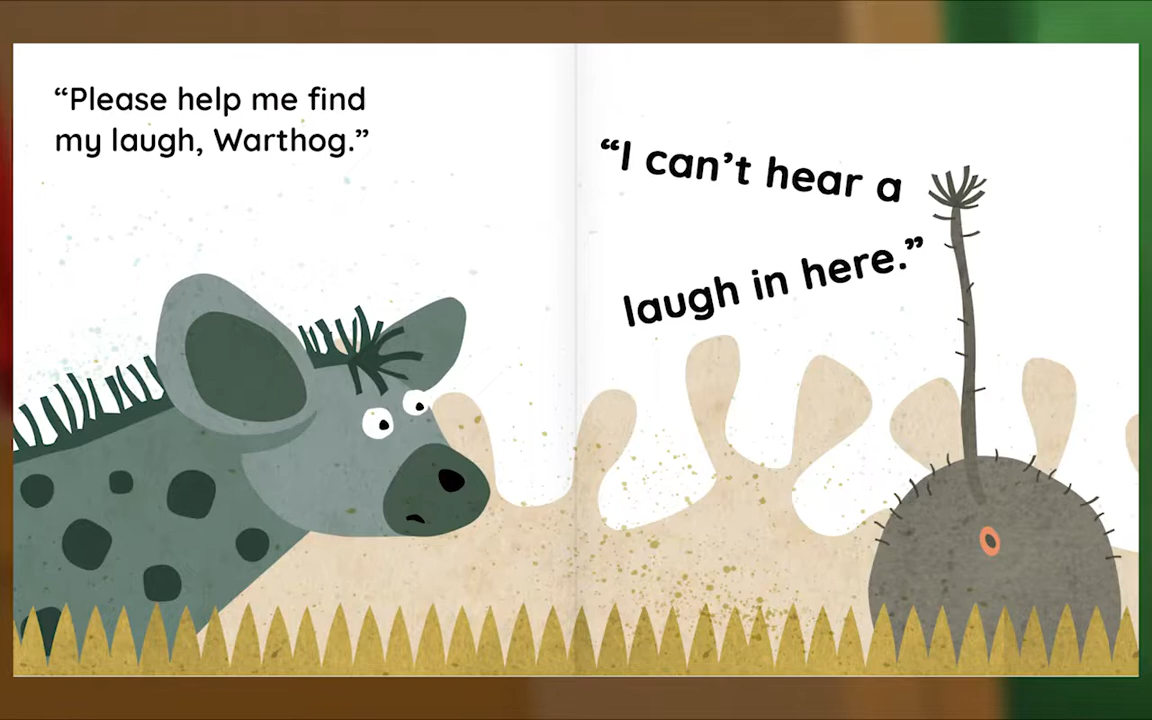 “Please help me find
my laugh, Warthog.”
“I can’t hear a
laugh in here.”